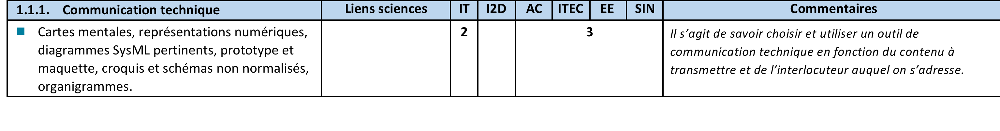 1.1.1. Communication technique Liens sciences IT I2D AC ITEC EE SIN Commentaires
Cartes mentales, représentations numériques, 2 3 Il s’agit de savoir choisir et utiliser un outil de
diagrammes SysML pertinents, prototype et communication technique en fonction du contenu à
maquette, croquis et schémas non normalisés, transmettre et de l’interlocuteur auquel on s’adresse.
organigrammes.